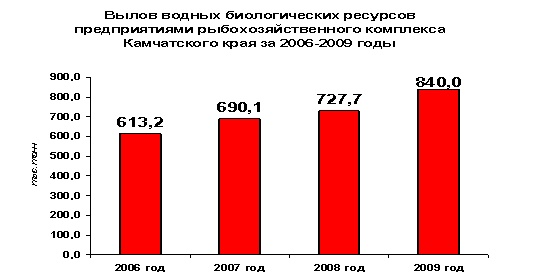 Вылов водных биологических ресурсов
предприятиями рыбохозяйственного комплекса
Камчатского края за 2006-2009 годы
тыс.тонн
900,0
800,0
700,0
600,0
500,0
400,0
300,0
200,0
100,0
0,0
613,2
690,1
727,7
840,0
2006 год
2007 год
2008 год
2009 год